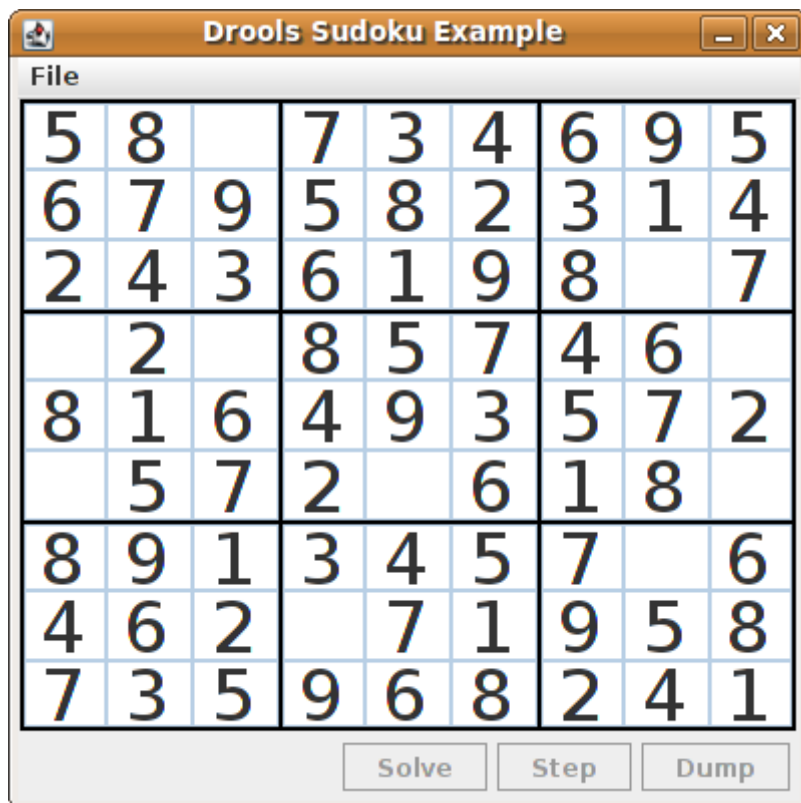 Drools Sudoku Example
File
5 8 7 3 4 6 9 5
6 7 9 5 8 2 3 1 4
2 4 3 6 1 9 8 7
2 8 5 7 4 6
8 1 6 4 9 3 5 7 2
5 7 2 6 1 8
8 9 1 3 4 5 7 6
4 6 2 7 1 9 5 8
7 3 5 9 6 8 2 4 1
Solve Step Dump